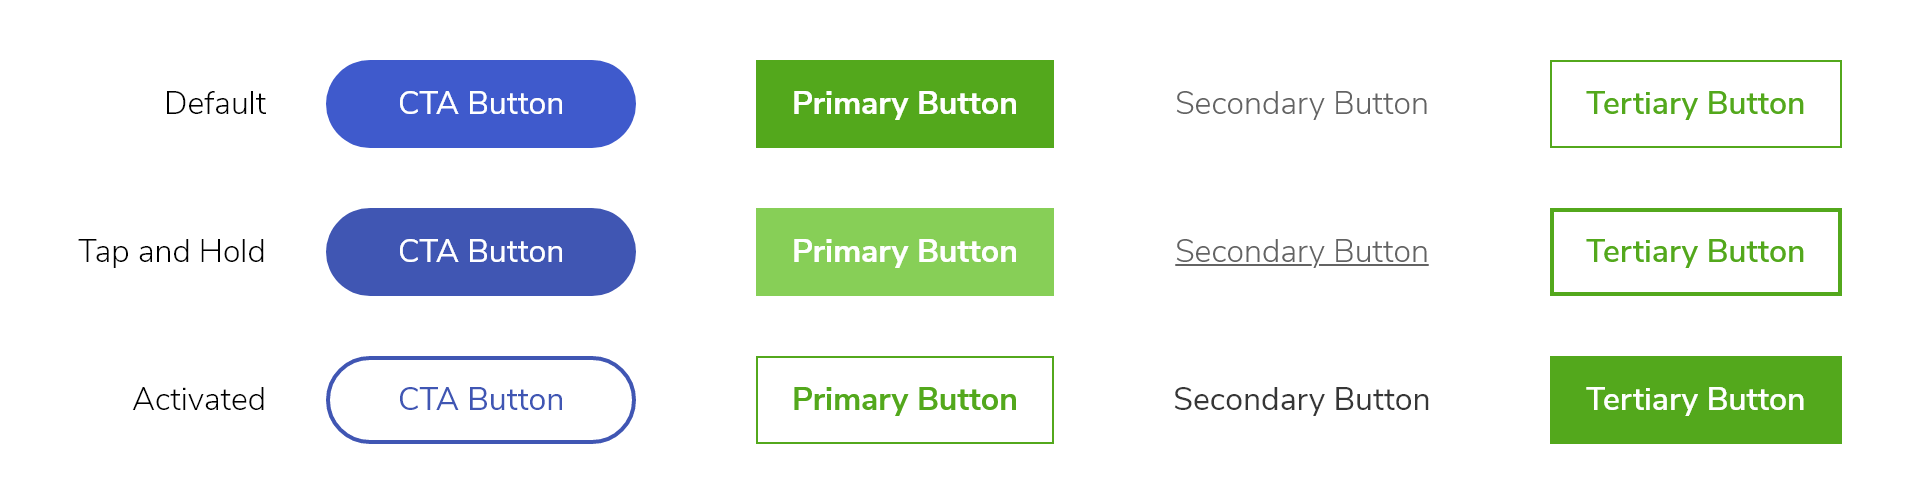 Default CTA Button Primary Button Secondary Button Tertiary Button
Tap and Hold CTA Button Primary Button Secondary Button Tertiary Button
Activated CTA Button Primary Button Secondary Button Tertiary Button